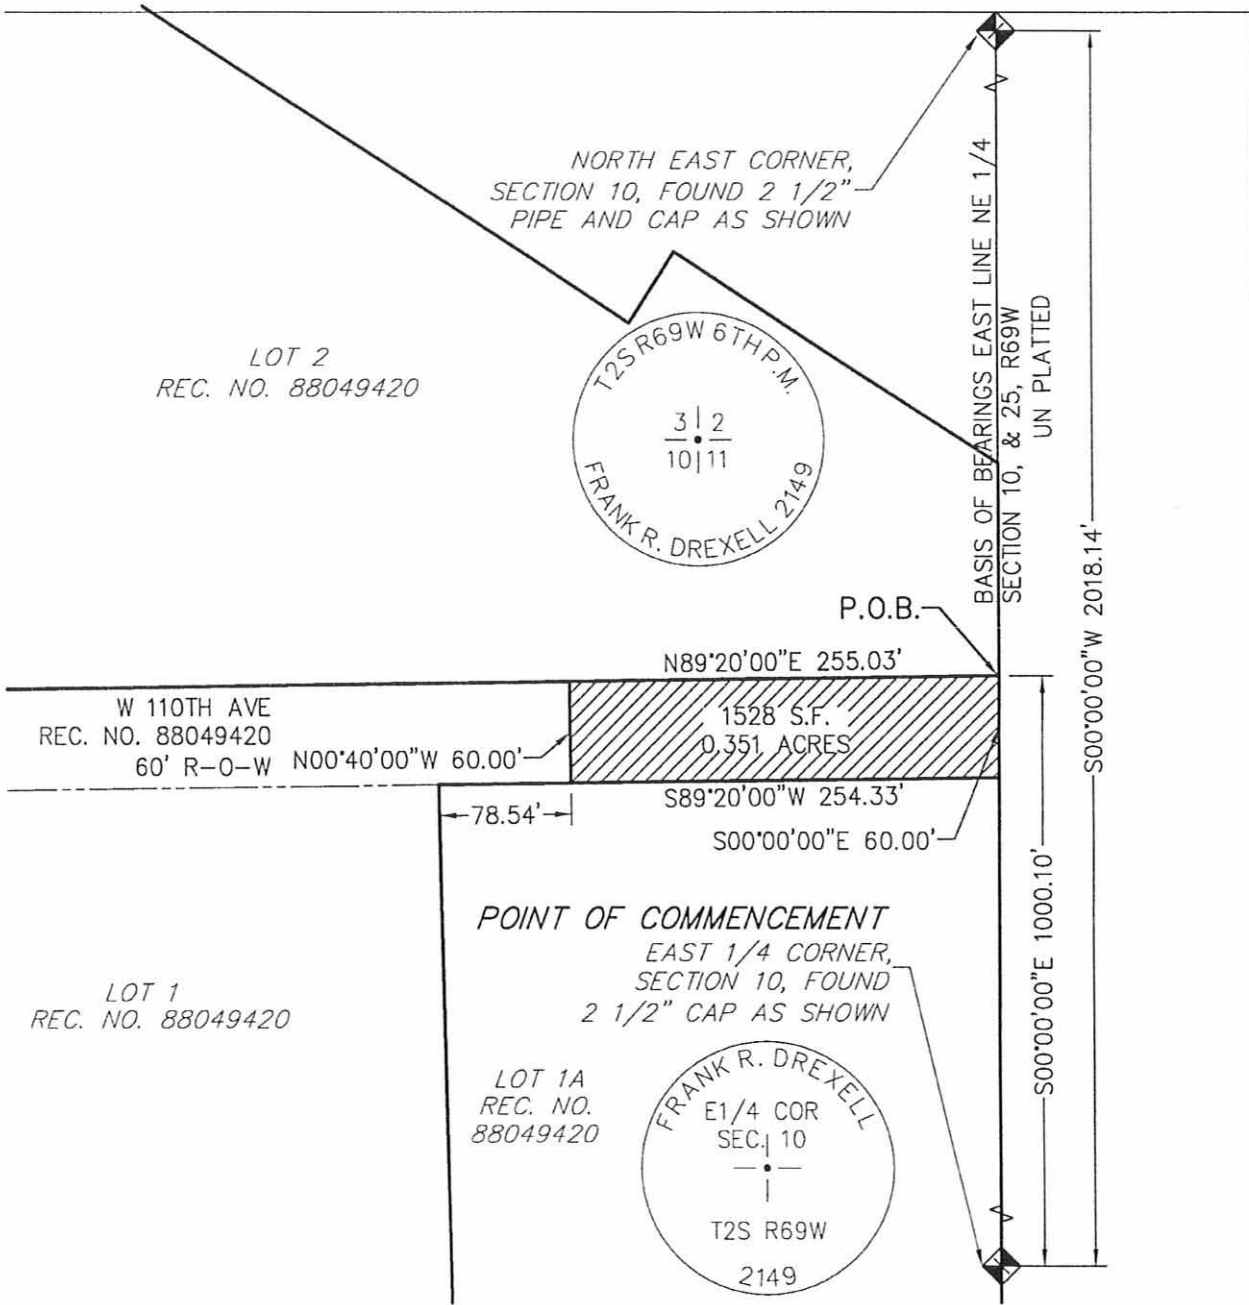 NORTH EAST CORNER,
SECTION 10, FOUND 2 1/2"
PIPE AND CAP AS SHOWN
BASIS OF BEARINGS EAST LINE NE 1/4
SECTION 10, & 25, R69W
UN PLATTED
S00°00'00"W 2018.14'
LOT 2
REC. NO. 88049420
T2S R69W 6TH P.M.
3 2
10 11
FRANK R. DREXELL 2149
P.O.B.
N89°20'00"E 255.03'
W 110TH AVE
REC. NO. 88049420
60' R-O-W
N00°40'00"W 60.00'
1528 S.F.
0.351 ACRES
S89°20'00"W 254.33'
78.54'
S00°00'00"E 60.00'
S00°00'00"E 1000.10'
POINT OF COMMENCEMENT
EAST 1/4 CORNER,
SECTION 10, FOUND
2 1/2" CAP AS SHOWN
LOT 1
REC. NO. 88049420
LOT 1A
REC. NO.
88049420
FRANK R. DREXELL
E1/4 COR
SEC. 10
T2S R69W
2149